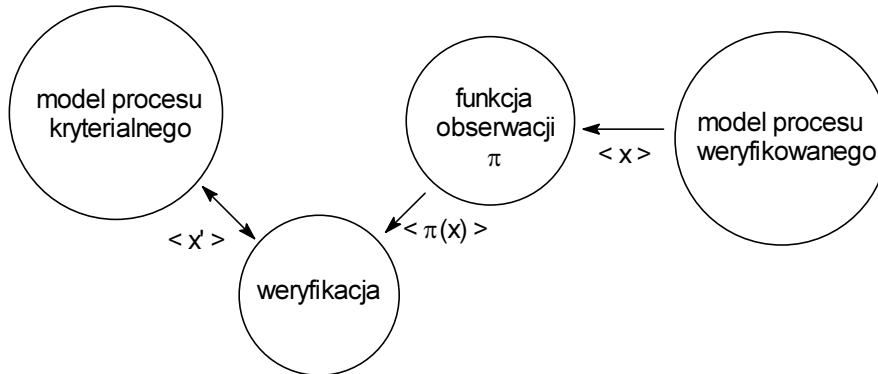 model procesu
kryterialnego
funkcja
obserwacji
π
model procesu
weryfikowanego
< x >
< x' >
< π(x) >
weryfikacja